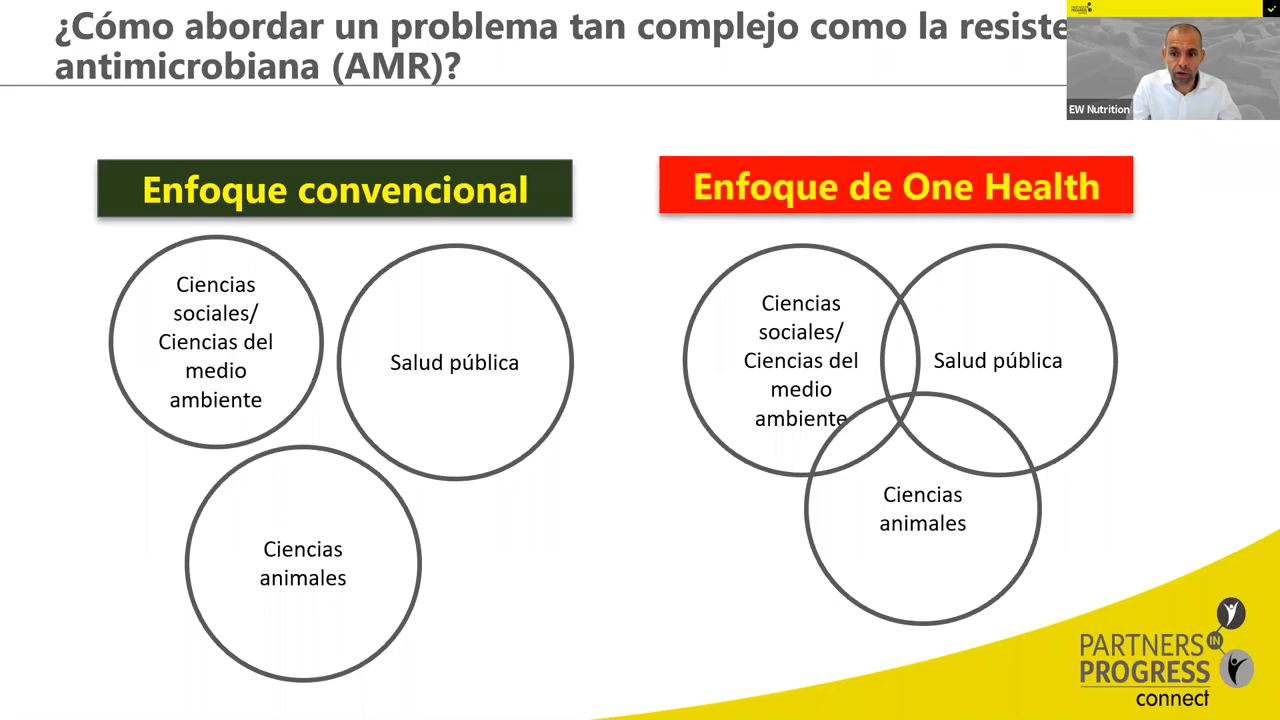 ¿Cómo abordar un problema tan complejo como la
antimicrobiana (AMR)?
EW Nutrition
Enfoque convencional
Enfoque de One Health
Ciencias
sociales/
Ciencias del
medio
ambiente
Salud pública
Ciencias
animales
Ciencias
sociales/
Ciencias del
medio
ambiente
Salud pública
Ciencias
animales
PARTNERS
IN
PROGRESS
connect